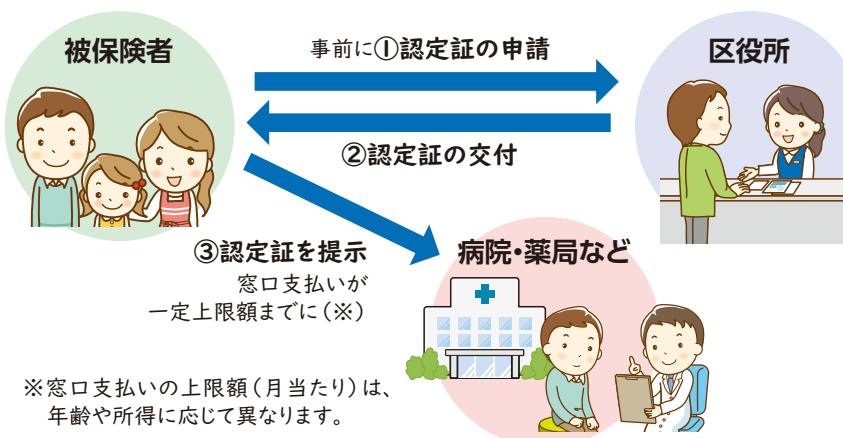 被保険者
事前に①認定証の申請
区役所
②認定証の交付
③認定証を提示
窓口支払いが
一定上限額までに(※)
病院・薬局など
※窓口支払いの上限額(月当たり)は、
年齢や所得に応じて異なります。